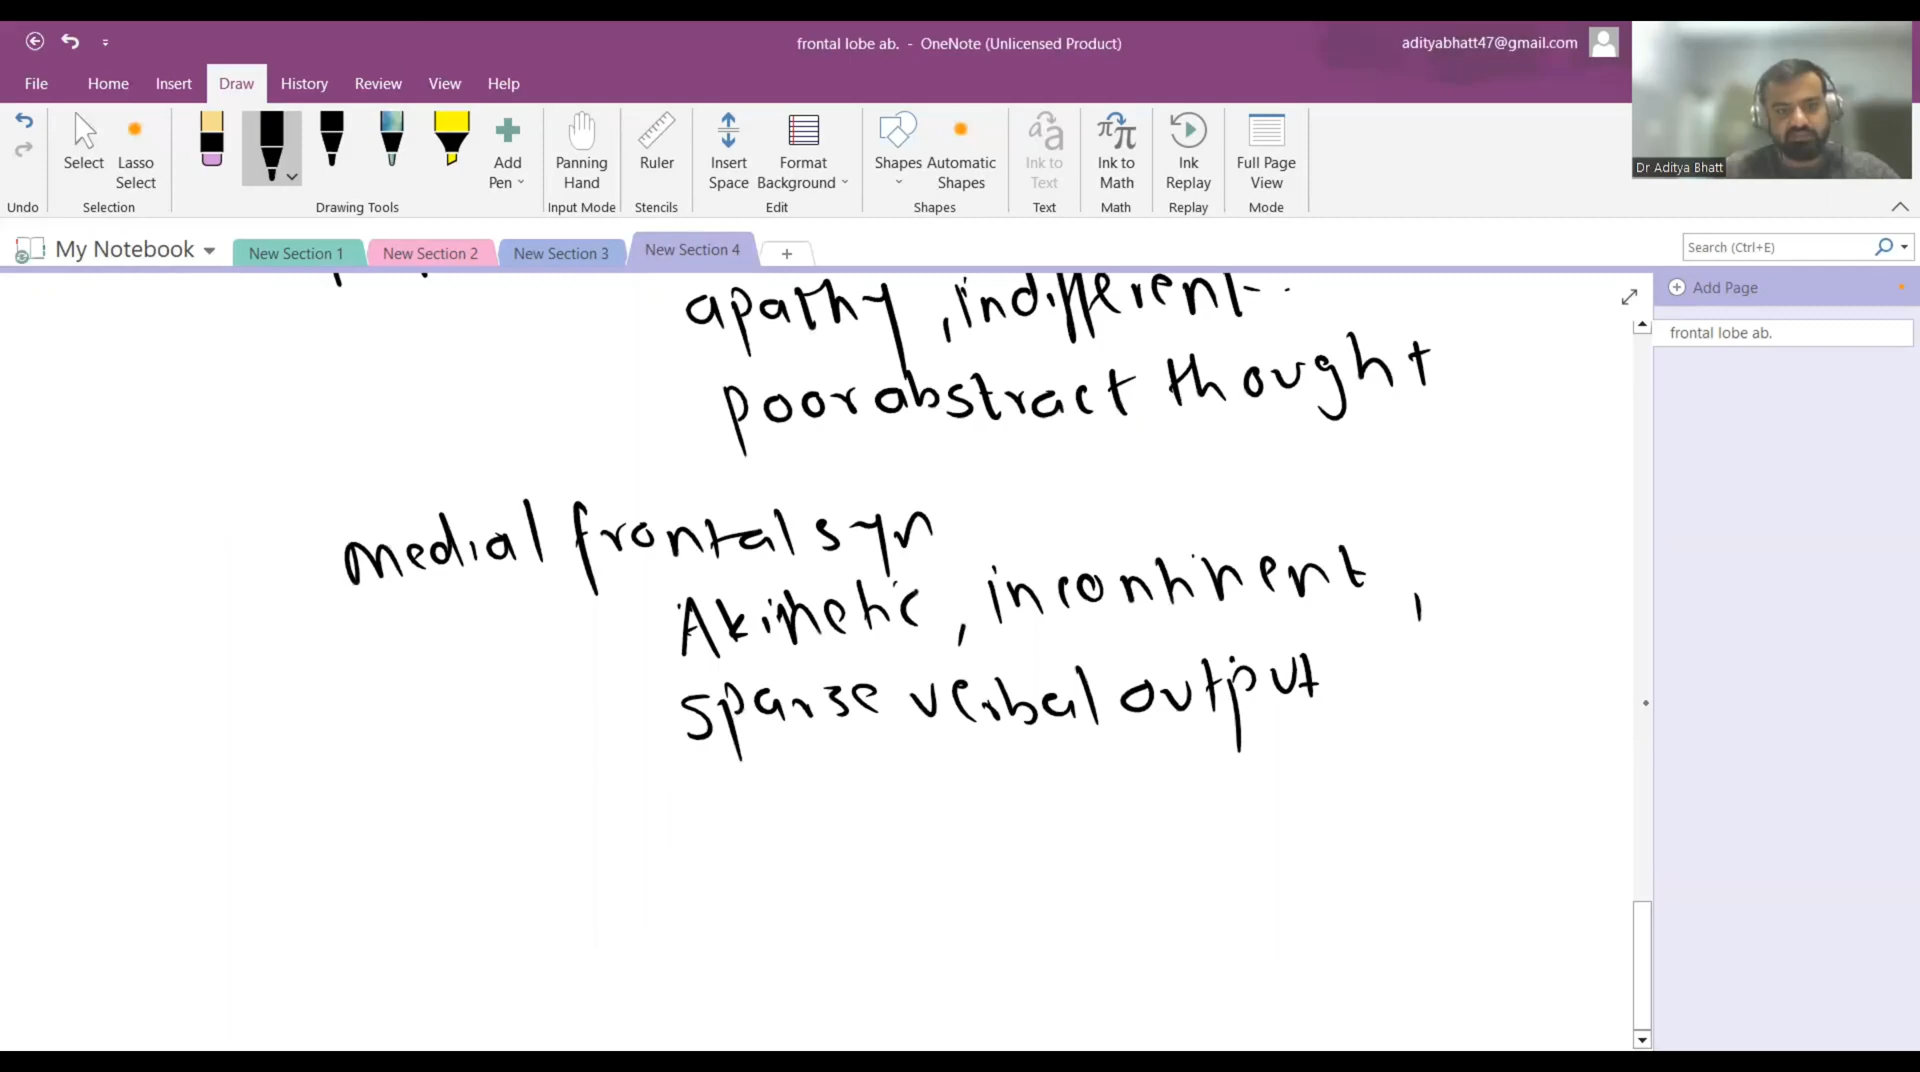 frontal lobe ab. - OneNote (Unlicensed Product)
adityabhatt47@gmail.com
File Home Insert Draw History Review View Help
Select
Lasso Select
Add Pen
Panning Hand
Ruler
Insert Space
Format Background
Shapes
Automatic Shapes
Ink to Text
Ink to Math
Ink Replay
Full Page View
Dr Aditya Bhatt
Undo Selection Drawing Tools Input Mode Stencils Edit Shapes Text Math Replay Mode
My Notebook New Section 1 New Section 2 New Section 3 New Section 4 +
Search (Ctrl+E)
Add Page
frontal lobe ab.
apathy, indifferent.
poor abstract thought
medial frontal syn
Akinetic, incontinent,
sparse verbal output